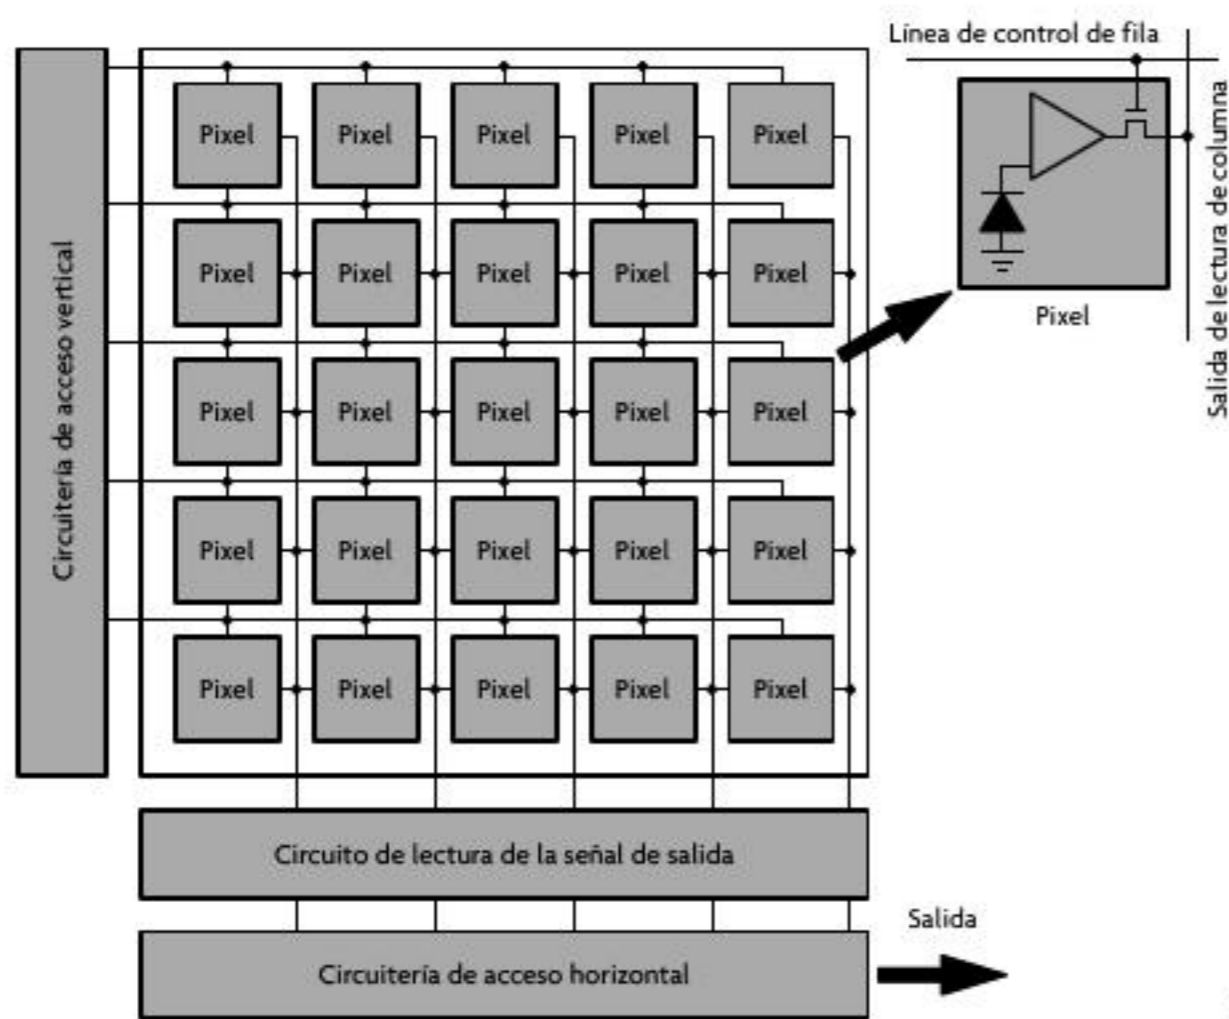 Línea de control de fila
Pixel Pixel Pixel Pixel Pixel
Pixel Pixel Pixel Pixel Pixel
Pixel
Salida de lectura de columna
Circuitería de acceso vertical
Pixel Pixel Pixel Pixel Pixel
Pixel Pixel Pixel Pixel Pixel
Pixel Pixel Pixel Pixel Pixel
Circuito de lectura de la señal de salida
Salida
Circuitería de acceso horizontal